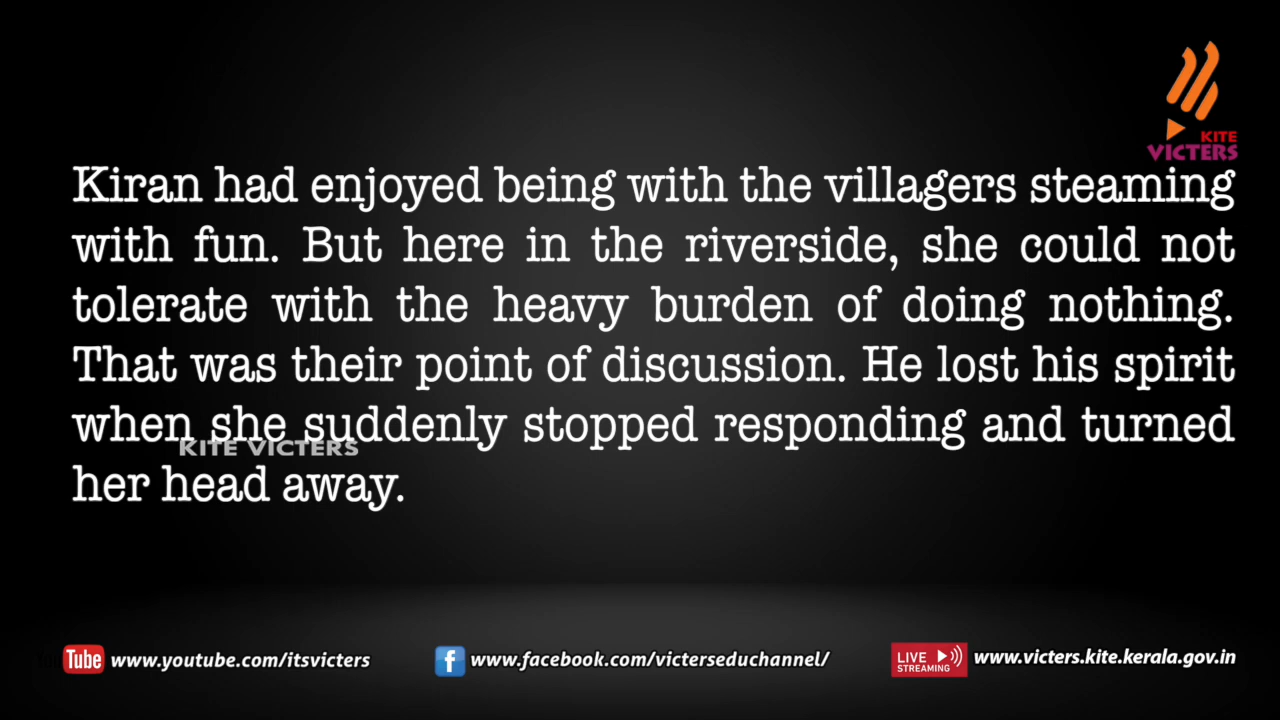 KITE
VICTERS
Kiran had enjoyed being with the villagers steaming
with fun. But here in the riverside, she could not
tolerate with the heavy burden of doing nothing.
That was their point of discussion. He lost his spirit
when she suddenly stopped responding and turned
KITE VICTERS
her head away.
You Tube www.youtube.com/itsvicters
f www.facebook.com/victerseduchannel/
LIVE STREAMING www.victers.kite.kerala.gov.in